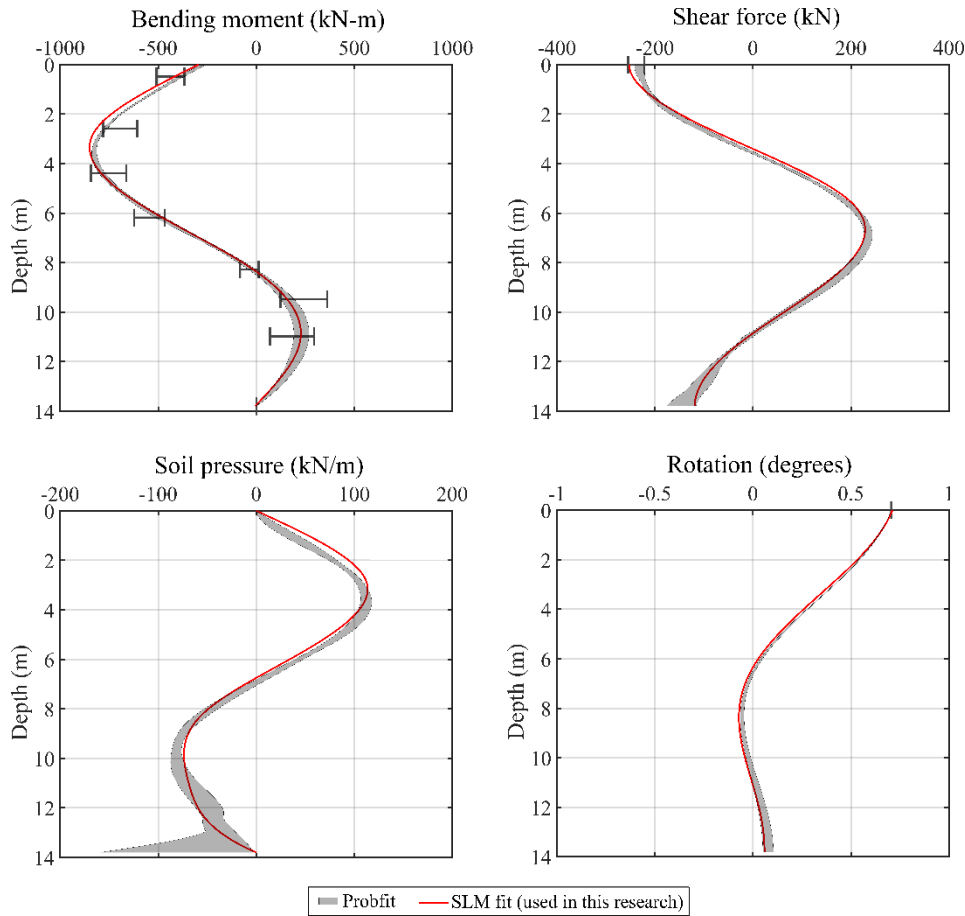 Bending moment (kN-m)
-1000 -500 0 500 1000
0
2
4
6
8
10
12
14
Depth (m)
Shear force (kN)
-400 -200 0 200 400
0
2
4
6
8
10
12
14
Depth (m)
Soil pressure (kN/m)
-200 -100 0 100 200
0
2
4
6
8
10
12
14
Depth (m)
Rotation (degrees)
-1 -0.5 0 0.5 1
0
2
4
6
8
10
12
14
Depth (m)
Probfit SLM fit (used in this research)